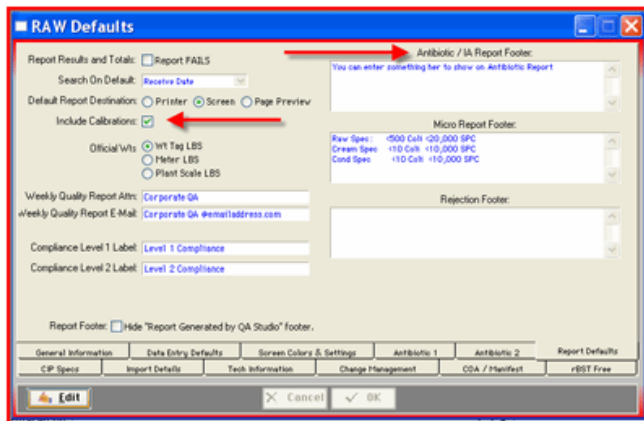 RAW Defaults
Report Results and Totals: Report FAILS
Search On Default: Receive Date
Default Report Destination: Printer Screen Page Preview
Include Calibrations:
Official Wts Wt Tag LBS
Meter LBS
Plant Scale LBS
Weekly Quality Report Attn: Corporate QA
Weekly Quality Report E-Mail: Corporate QA @emailaddress.com
Compliance Level 1 Label: Level 1 Compliance
Compliance Level 2 Label: Level 2 Compliance
Report Footer: Hide "Report Generated by QA Studio" footer.
Antibiotic / IA Report Footer:
You can enter something her to show on Antibiotic Report
Micro Report Footer:
Raw Spec: <500 Coli <20,000 SPC
Cream Spec <10 Coli <10,000 SPC
Cond Spec <10 Coli <10,000 SPC
Rejection Footer:
General Information Data Entry Defaults Screen Colors & Settings Antibiotic 1 Antibiotic 2 Report Defaults
CIP Specs Import Details Tech Information Change Management COA / Manifest rBST Free
Edit Cancel OK